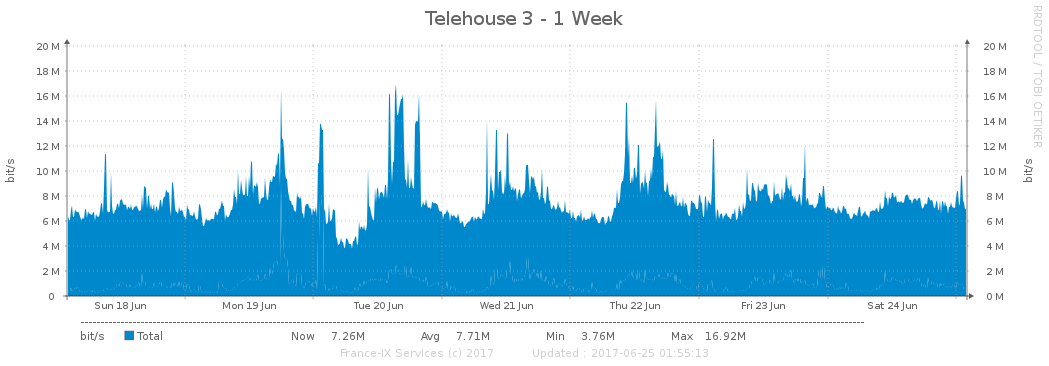 Telehouse 3 - 1 Week
RRDTOOL / TOBI OETIKER
bit/s
20 M
18 M
16 M
14 M
12 M
10 M
8 M
6 M
4 M
2 M
0
20 M
18 M
16 M
14 M
12 M
10 M
8 M
6 M
4 M
2 M
0 M
bit/s
Sun 18 Jun Mon 19 Jun Tue 20 Jun Wed 21 Jun Thu 22 Jun Fri 23 Jun Sat 24 Jun
bit/s Total Now 7.26M Avg 7.71M Min 3.76M Max 16.92M
France-IX Services (c) 2017 Updated : 2017-06-25 01:55:13